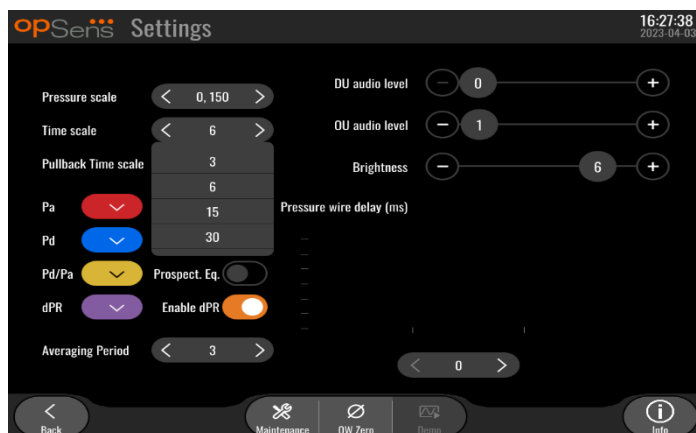 opSens Settings
16:27:38
2023-04-03
Pressure scale
0, 150
Time scale
6
Pullback Time scale
3
6
15
30
Pa
Pd
Pd/Pa
Prospect. Eq.
dPR
Enable dPR
Averaging Period
3
DU audio level
0
OU audio level
1
Brightness
6
Pressure wire delay (ms)
0
Back
Maintenance
OW Zero
Demo
Info